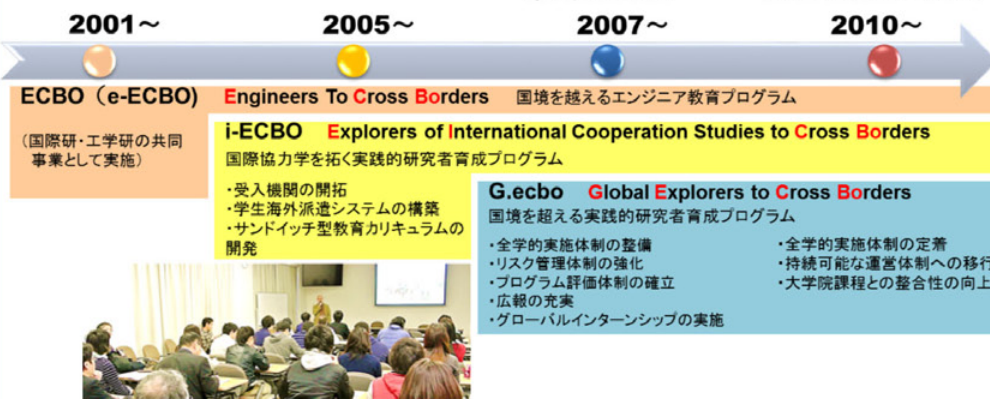 2001~
2005~
2007~
2010~
ECBO（e-ECBO) Engineers To Cross Borders 国境を越えるエンジニア教育プログラム
（国際研・工学研の共同
事業として実施）
i-ECBO Explorers of International Cooperation Studies to Cross Borders
国際協力学を拓く実践的研究者育成プログラム
・受入機関の開拓
・学生海外派遣システムの構築
・サンドイッチ型教育カリキュラムの
開発
G.ecbo Global Explorers to Cross Borders
国境を超える実践的研究者育成プログラム
・全学的実施体制の整備
・リスク管理体制の強化
・プログラム評価体制の確立
・広報の充実
・グローバルインターンシップの実施
・全学的実施体制の定着
・持続可能な運営体制への移行
・大学院課程との整合性の向上